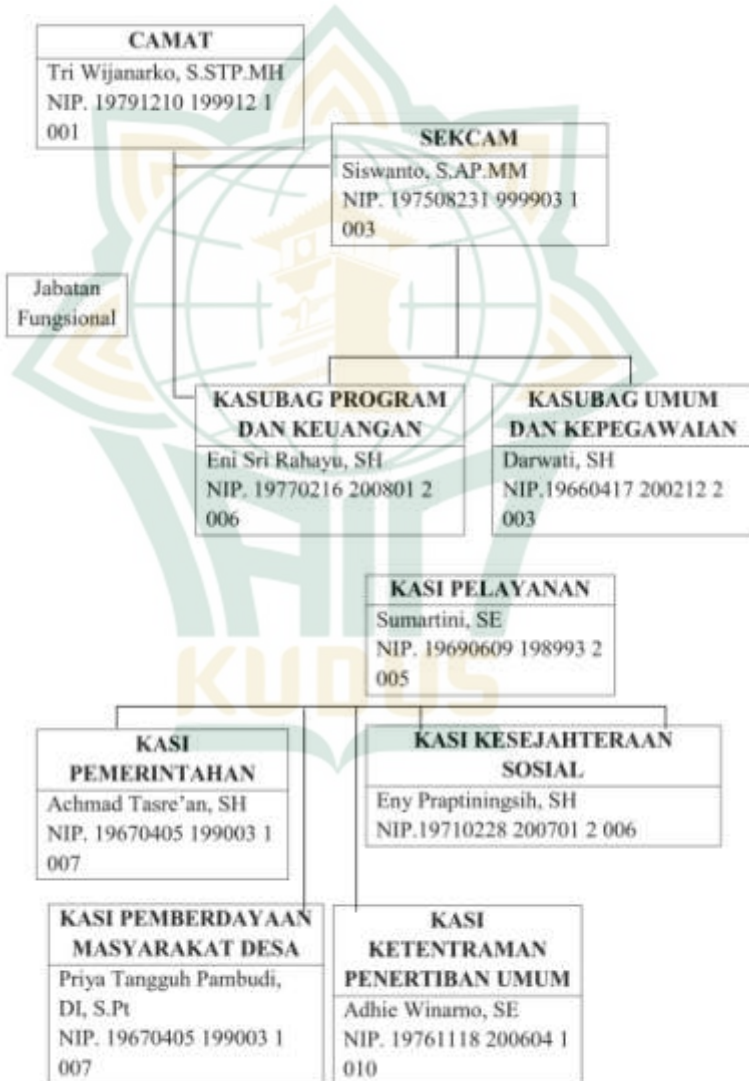 CAMAT
Tri Wijanarko, S.STP.MH
NIP. 19791210 199912 1
001
SEKCAM
Siswanto, S,AP.MM
NIP. 197508231 999903 1
003
Jabatan
Fungsional
KASUBAG PROGRAM
DAN KEUANGAN
Eni Sri Rahayu, SH
NIP. 19770216 200801 2
006
KASUBAG UMUM
DAN KEPEGAWAIAN
Darwati, SH
NIP.19660417 200212 2
003
KASI PELAYANAN
Sumartini, SE
NIP. 19690609 198993 2
005
KUDUS
KASI
PEMERINTAHAN
Achmad Tasre'an, SH
NIP. 19670405 199003 1
007
KASI KESEJAHTERAAN
SOSIAL
Eny Praptiningsih, SH
NIP.19710228 200701 2 006
KASI PEMBERDAYAAN
MASYARAKAT DESA
Priya Tangguh Pambudi,
DI, S.Pt
NIP. 19670405 199003 1
007
KASI
KETENTRAMAN
PENERTIBAN UMUM
Adhie Winarno, SE
NIP. 19761118 200604 1
010